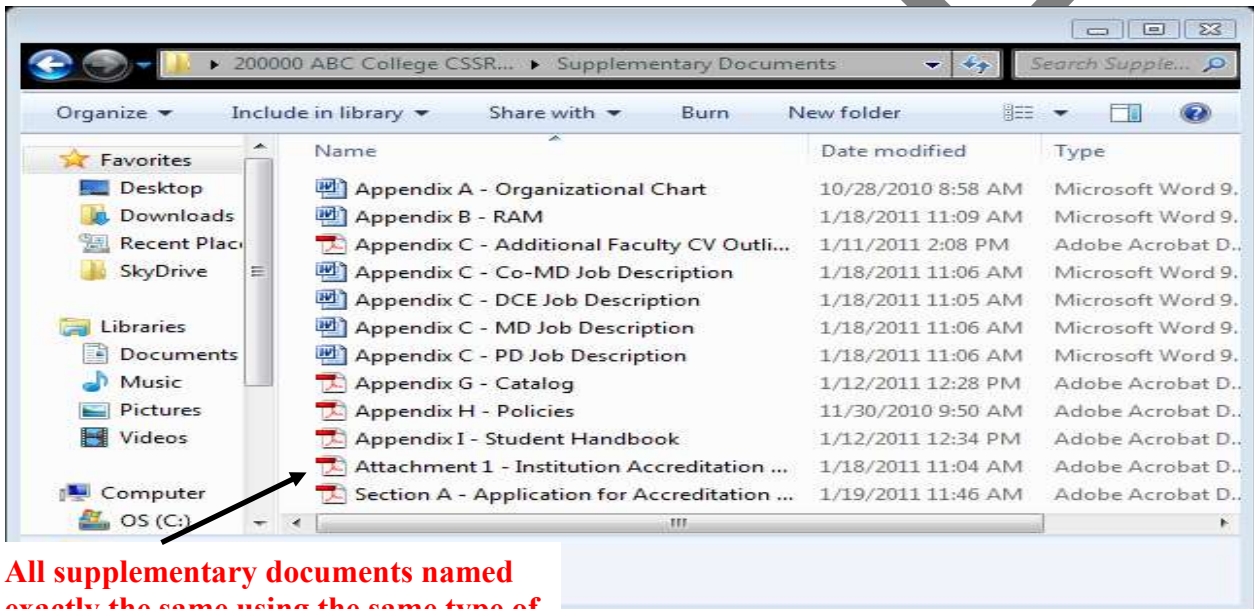 200000 ABC College CSSR... Supplementary Documents Search Supple...
Organize Include in library Share with Burn New folder
Name Date modified Type
Favorites
Desktop
Downloads
Recent Plac
SkyDrive
Libraries
Documents
Music
Pictures
Videos
Computer
OS (C:)
Appendix A - Organizational Chart 10/28/2010 8:58 AM Microsoft Word 9.
Appendix B - RAM 1/18/2011 11:09 AM Microsoft Word 9.
Appendix C - Additional Faculty CV Outli... 1/11/2011 2:08 PM Adobe Acrobat D..
Appendix C - Co-MD Job Description 1/18/2011 11:06 AM Microsoft Word 9.
Appendix C - DCE Job Description 1/18/2011 11:05 AM Microsoft Word 9.
Appendix C - MD Job Description 1/18/2011 11:06 AM Microsoft Word 9.
Appendix C - PD Job Description 1/18/2011 11:06 AM Microsoft Word 9.
Appendix G - Catalog 1/12/2011 12:28 PM Adobe Acrobat D..
Appendix H - Policies 11/30/2010 9:50 AM Adobe Acrobat D..
Appendix I - Student Handbook 1/12/2011 12:34 PM Adobe Acrobat D..
Attachment 1 - Institution Accreditation ... 1/18/2011 11:04 AM Adobe Acrobat D..
Section A - Application for Accreditation ... 1/19/2011 11:46 AM Adobe Acrobat D..
All supplementary documents named
exactly the same using the same type of